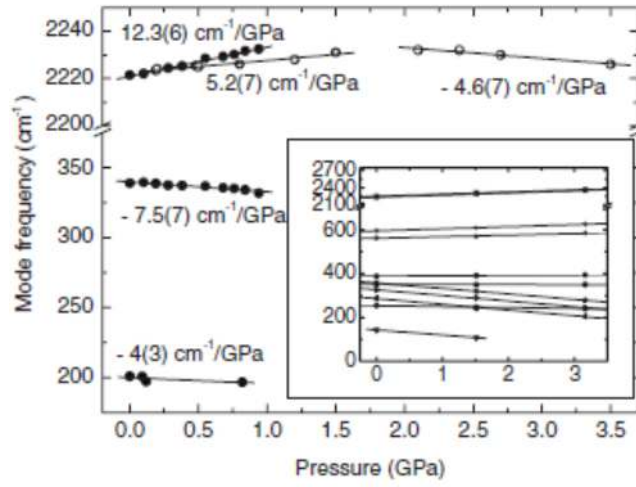 2240
2230
2220
2200
350
325
300
250
200
12.3(6) cm⁻¹/GPa
5.2(7) cm⁻¹/GPa
- 4.6(7) cm⁻¹/GPa
- 7.5(7) cm⁻¹/GPa
- 4(3) cm⁻¹/GPa
2700
2400
2100
600
400
200
0
0 1 2 3
0.0 0.5 1.0 1.5 2.0 2.5 3.0 3.5
Mode frequency (cm⁻¹)
Pressure (GPa)